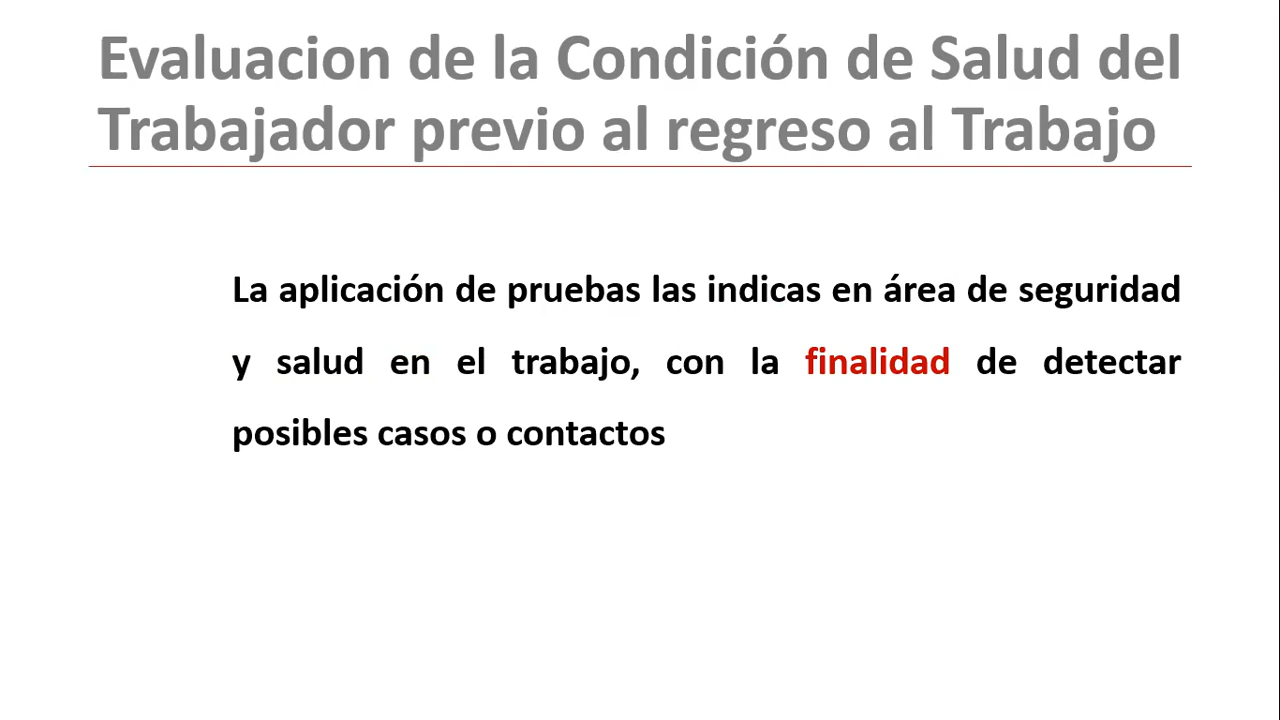 Evaluacion de la Condición de Salud del
Trabajador previo al regreso al Trabajo
La aplicación de pruebas las indicas en área de seguridad
y salud en el trabajo, con la finalidad de detectar
posibles casos o contactos